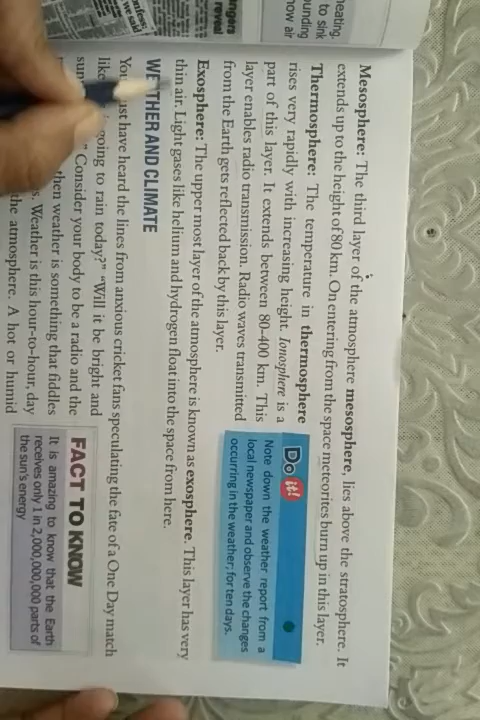 Mesosphere: The third layer of the atmosphere mesosphere, lies above the stratosphere. It
extends up to the height of 80 km. On entering from the space meteorites burn up in this layer.
Thermosphere: The temperature in thermosphere
rises very rapidly with increasing height. Ionosphere is a
part of this layer. It extends between 80-400 km. This
layer enables radio transmission. Radio waves transmitted
from the Earth gets reflected back by this layer.
Do it!
Note down the weather report from a
local newspaper and observe the changes
occurring in the weather; for ten days.
Exosphere: The upper most layer of the atmosphere is known as exosphere. This layer has very
thin air. Light gases like helium and hydrogen float into the space from here.
THER AND CLIMATE
have heard the lines from anxious cricket fans speculating the fate of a One Day match
going to rain today?" "Will it be bright and
Consider your body to be a radio and the
then weather is something that fiddles
Weather is this hour-to-hour, day
the atmosphere. A hot or humid
FACT TO KNOW
It is amazing to know that the Earth
receives only 1 in 2,000,000,000 parts of
the sun's energy
heating.
to sink
ounding
now air
angers
reveal
we said